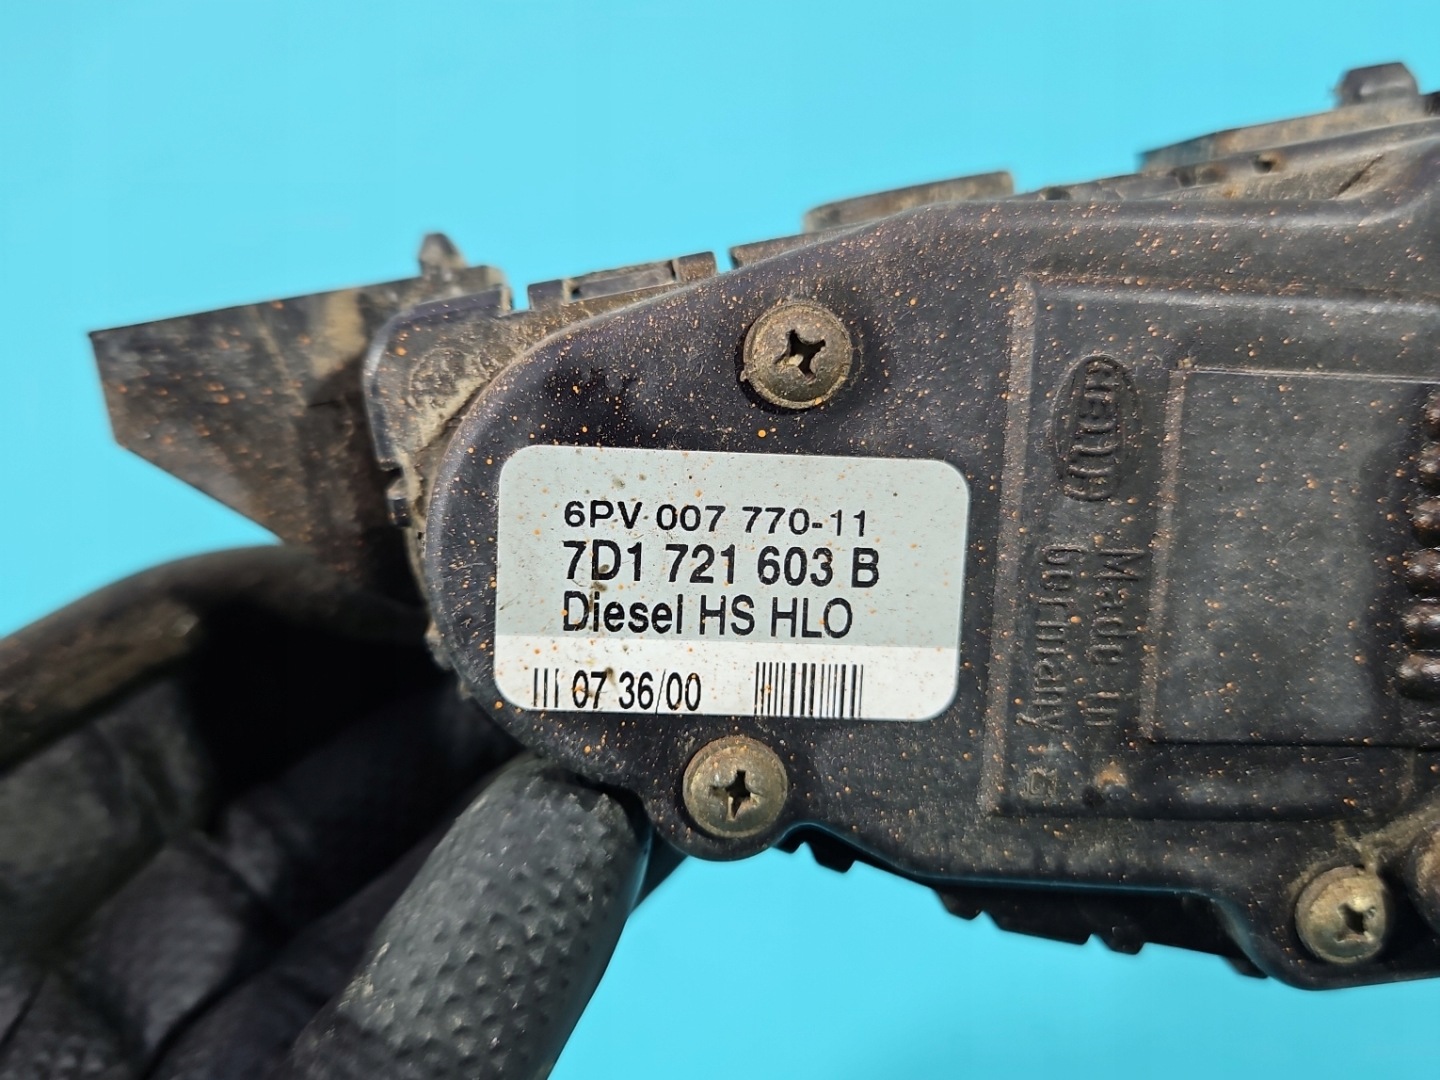 6PV 007 770-11
7D1 721 603 B
Diesel HS HLO
07 36/00
Hella
Made in
Germany